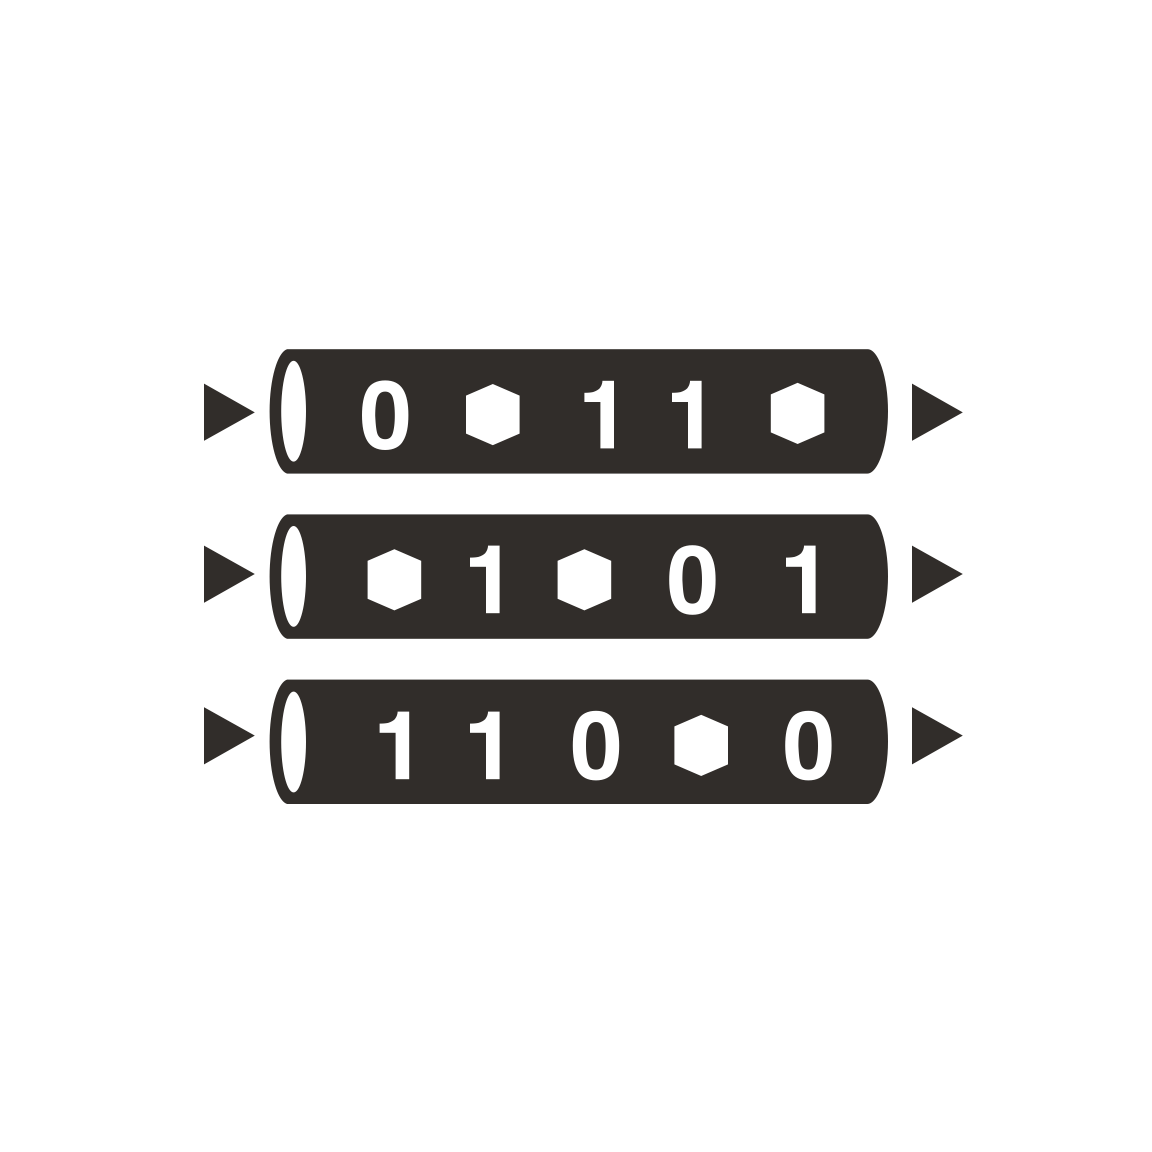 0 ⬢ 1 1 ⬢
⬢ 1 ⬢ 0 1
1 1 0 ⬢ 0